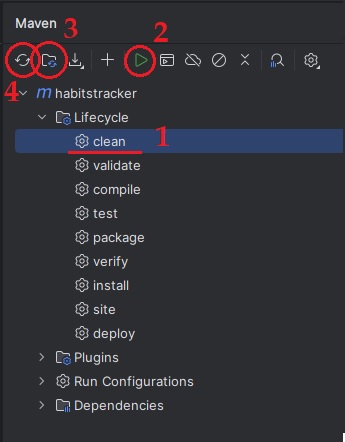 Maven
3
2
4
m habitstracker
Lifecycle
clean 1
validate
compile
test
package
verify
install
site
deploy
Plugins
Run Configurations
Dependencies